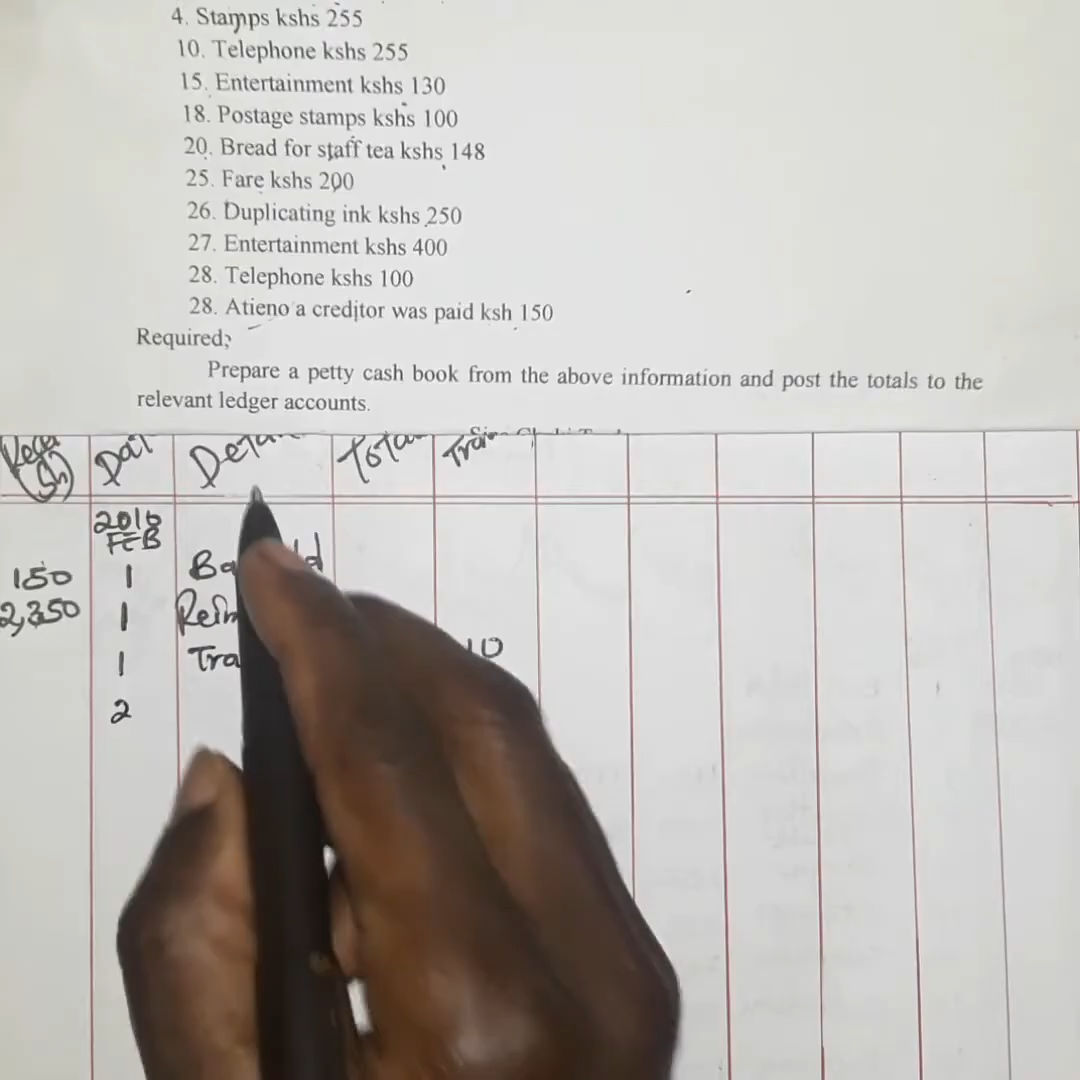 4. Stamps kshs 255
10. Telephone kshs 255
15. Entertainment kshs 130
18. Postage stamps kshs 100
20. Bread for staff tea kshs 148
25. Fare kshs 200
26. Duplicating ink kshs 250
27. Entertainment kshs 400
28. Telephone kshs 100
28. Atieno a creditor was paid ksh 150
Required;
Prepare a petty cash book from the above information and post the totals to the
relevant ledger accounts.
(Sh)
2016
FEB
150 1
2,350 1
1 10
2